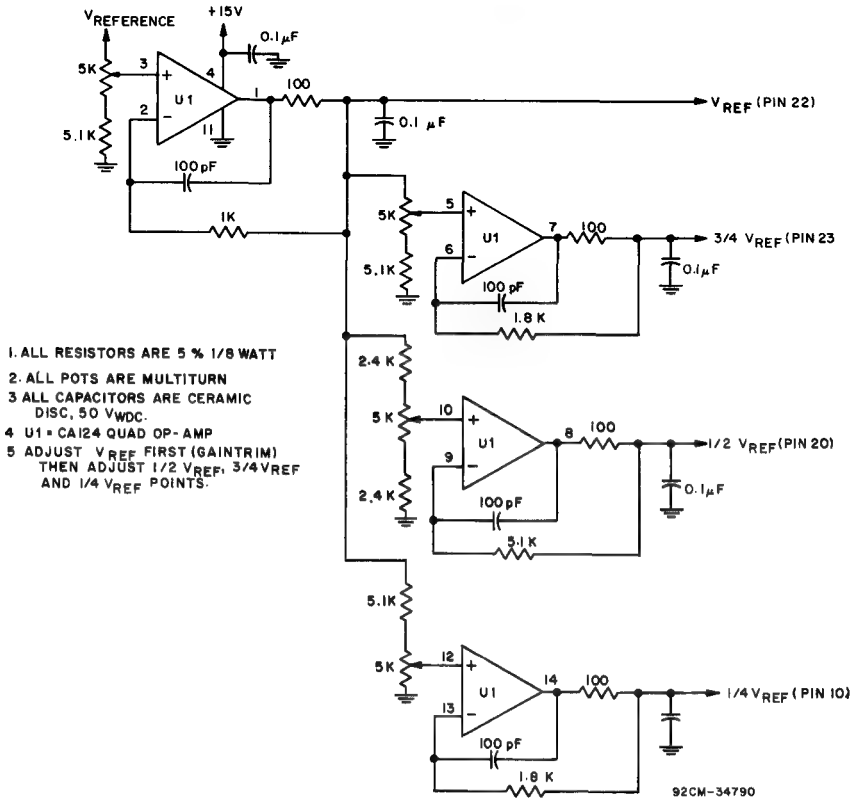 VREFERENCE
+15V
0.1 µF
5K
3
+
4
U1
1
100
2
−
11
5.1K
0.1 µF
VREF (PIN 22)
100 pF
1K
5K
5
+
U1
7
100
3/4 VREF (PIN 23
6
−
5.1K
0.1µF
100 pF
1.8 K
1. ALL RESISTORS ARE 5 % 1/8 WATT
2. ALL POTS ARE MULTITURN
3 ALL CAPACITORS ARE CERAMIC
DISC, 50 VWDC.
4 U1 = CA124 QUAD OP-AMP
5 ADJUST VREF FIRST (GAINTRIM)
THEN ADJUST 1/2 VREF, 3/4 VREF
AND 1/4 VREF POINTS.
2.4K
5K
10
+
U1
8
100
1/2 VREF (PIN 20)
9
−
2.4K
0.1µF
100 pF
5.1 K
5.1K
5K
12
+
U1
14
100
1/4 VREF (PIN 10)
13
−
100 pF
1.8 K
92CM-34790